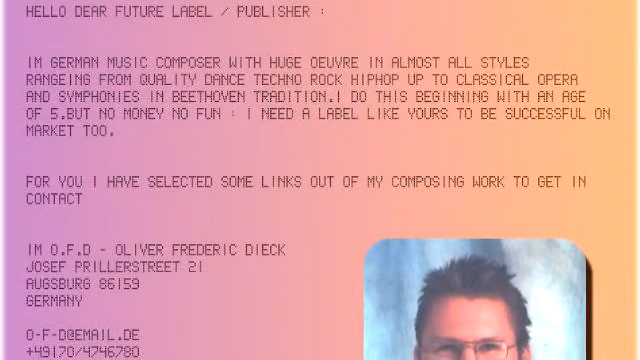 HELLO DEAR FUTURE LABEL / PUBLISHER :
IM GERMAN MUSIC COMPOSER WITH HUGE OEUVRE IN ALMOST ALL STYLES
RANGEING FROM QUALITY DANCE TECHNO ROCK HIPHOP UP TO CLASSICAL OPERA
AND SYMPHONIES IN BEETHOVEN TRADITION.I DO THIS BEGINNING WITH AN AGE
OF 5.BUT NO MONEY NO FUN : I NEED A LABEL LIKE YOURS TO BE SUCCESSFUL ON
MARKET TOO.
FOR YOU I HAVE SELECTED SOME LINKS OUT OF MY COMPOSING WORK TO GET IN
CONTACT
IM O.F.D - OLIVER FREDERIC DIECK
JOSEF PRILLERSTREET 21
AUGSBURG 86159
GERMANY
O-F-D@EMAIL.DE
+49170/4746780